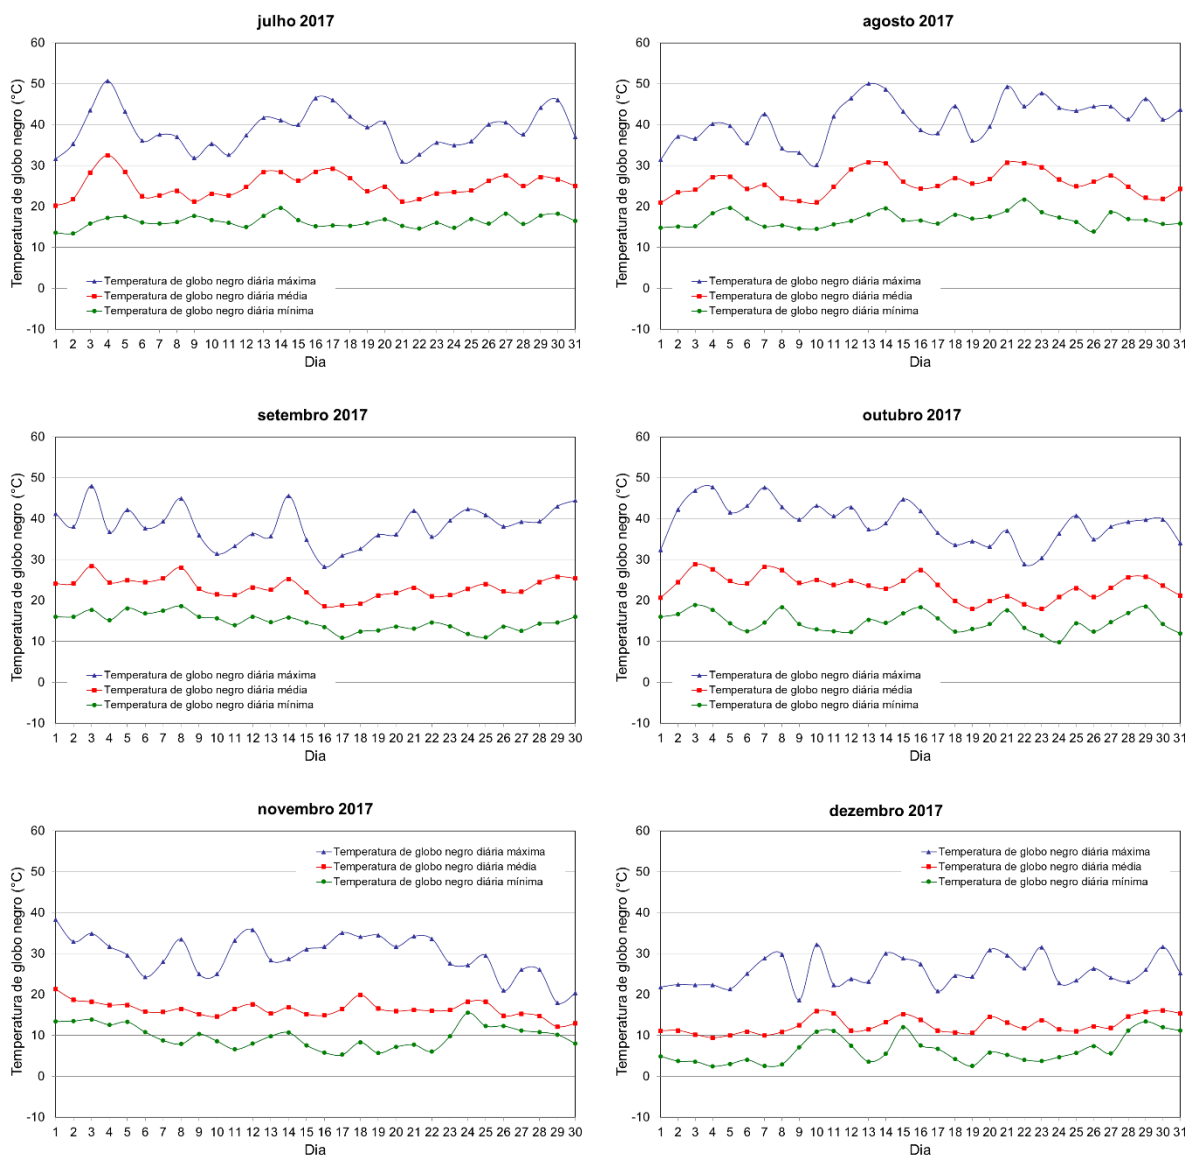 julho 2017
Temperatura de globo negro (°C)
60
50
40
30
20
10
0
-10
Temperatura de globo negro diária máxima
Temperatura de globo negro diária média
Temperatura de globo negro diária mínima
1 2 3 4 5 6 7 8 9 10 11 12 13 14 15 16 17 18 19 20 21 22 23 24 25 26 27 28 29 30 31
Dia
agosto 2017
Temperatura de globo negro (°C)
60
50
40
30
20
10
0
-10
Temperatura de globo negro diária máxima
Temperatura de globo negro diária média
Temperatura de globo negro diária mínima
1 2 3 4 5 6 7 8 9 10 11 12 13 14 15 16 17 18 19 20 21 22 23 24 25 26 27 28 29 30 31
Dia
setembro 2017
Temperatura de globo negro (°C)
60
50
40
30
20
10
0
-10
Temperatura de globo negro diária máxima
Temperatura de globo negro diária média
Temperatura de globo negro diária mínima
1 2 3 4 5 6 7 8 9 10 11 12 13 14 15 16 17 18 19 20 21 22 23 24 25 26 27 28 29 30
Dia
outubro 2017
Temperatura de globo negro (°C)
60
50
40
30
20
10
0
-10
Temperatura de globo negro diária máxima
Temperatura de globo negro diária média
Temperatura de globo negro diária mínima
1 2 3 4 5 6 7 8 9 10 11 12 13 14 15 16 17 18 19 20 21 22 23 24 25 26 27 28 29 30 31
Dia
novembro 2017
Temperatura de globo negro (°C)
60
50
40
30
20
10
0
-10
Temperatura de globo negro diária máxima
Temperatura de globo negro diária média
Temperatura de globo negro diária mínima
1 2 3 4 5 6 7 8 9 10 11 12 13 14 15 16 17 18 19 20 21 22 23 24 25 26 27 28 29 30
Dia
dezembro 2017
Temperatura de globo negro (°C)
60
50
40
30
20
10
0
-10
Temperatura de globo negro diária máxima
Temperatura de globo negro diária média
Temperatura de globo negro diária mínima
1 2 3 4 5 6 7 8 9 10 11 12 13 14 15 16 17 18 19 20 21 22 23 24 25 26 27 28 29 30 31
Dia